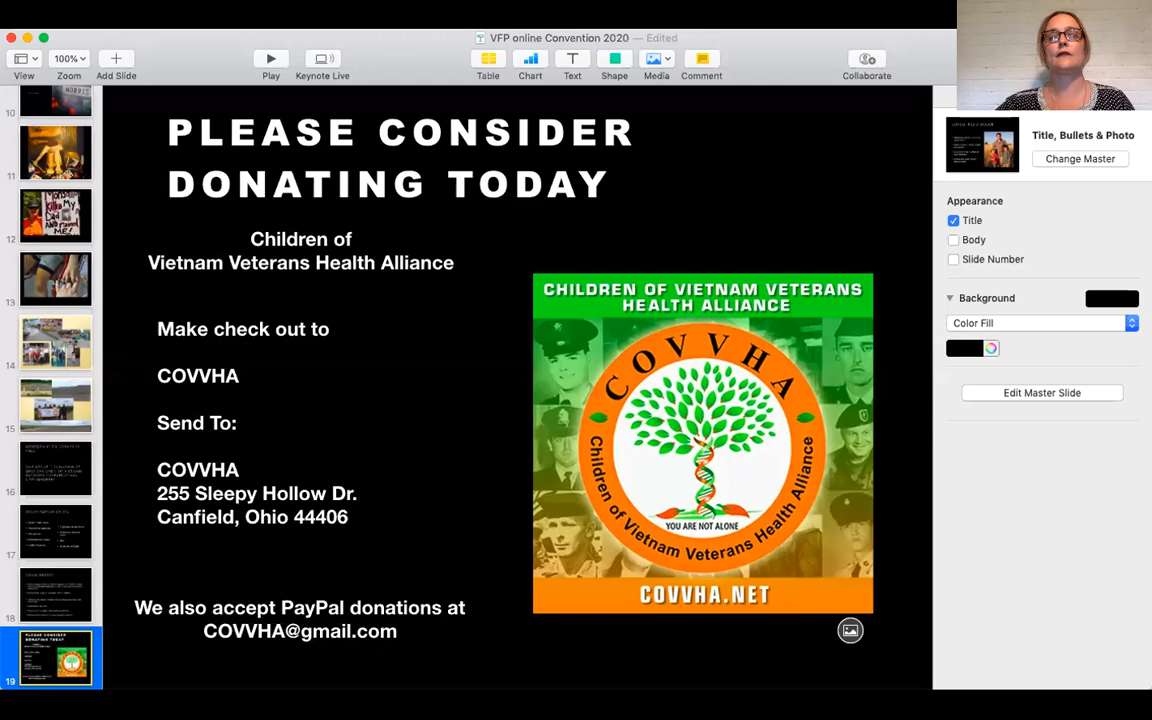 VFP online Convention 2020 — Edited
100%
View
Zoom
Add Slide
Play
Keynote Live
Table
Chart
Text
Shape
Media
Comment
Collaborate
10
11
12
13
14
15
16
17
18
19
PLEASE CONSIDER
DONATING TODAY
Children of
Vietnam Veterans Health Alliance
Make check out to
COVVHA
Send To:
COVVHA
255 Sleepy Hollow Dr.
Canfield, Ohio 44406
We also accept PayPal donations at
COVVHA@gmail.com
CHILDREN OF VIETNAM VETERANS
HEALTH ALLIANCE
COVVHA
YOU ARE NOT ALONE
Children of Vietnam Veterans Health Alliance
COVVHA.NET
Title, Bullets & Photo
Change Master
Appearance
Title
Body
Slide Number
Background
Color Fill
Edit Master Slide
PLEASE CONSIDER
DONATING TODAY